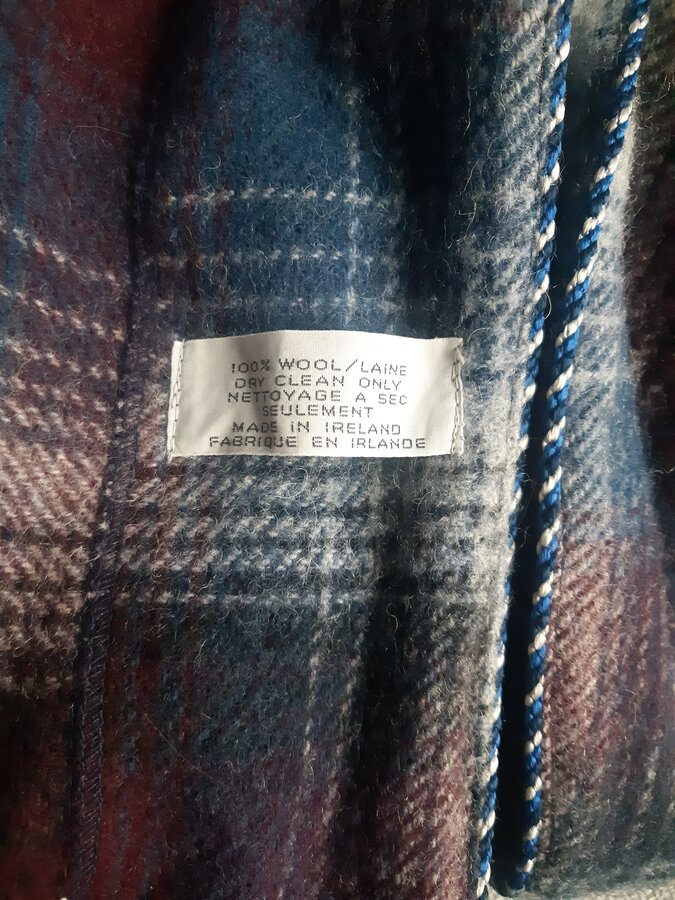 100% WOOL/LAINE
DRY CLEAN ONLY
NETTOYAGE A SEC
SEULEMENT
MADE IN IRELAND
FABRIQUE EN IRLANDE